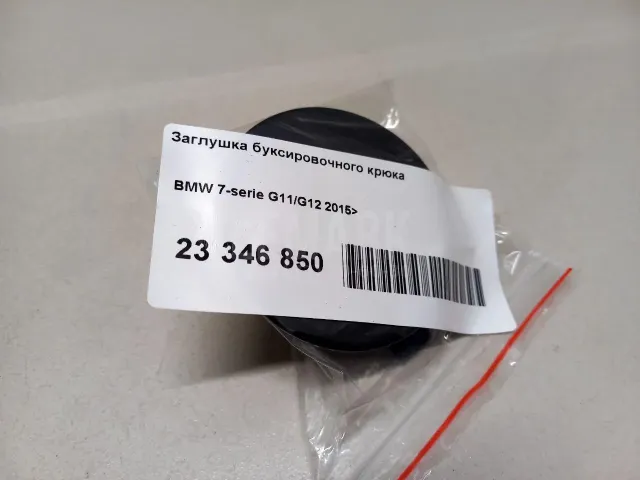 Заглушка буксировочного крюка
BMW 7-serie G11/G12 2015>
23 346 850